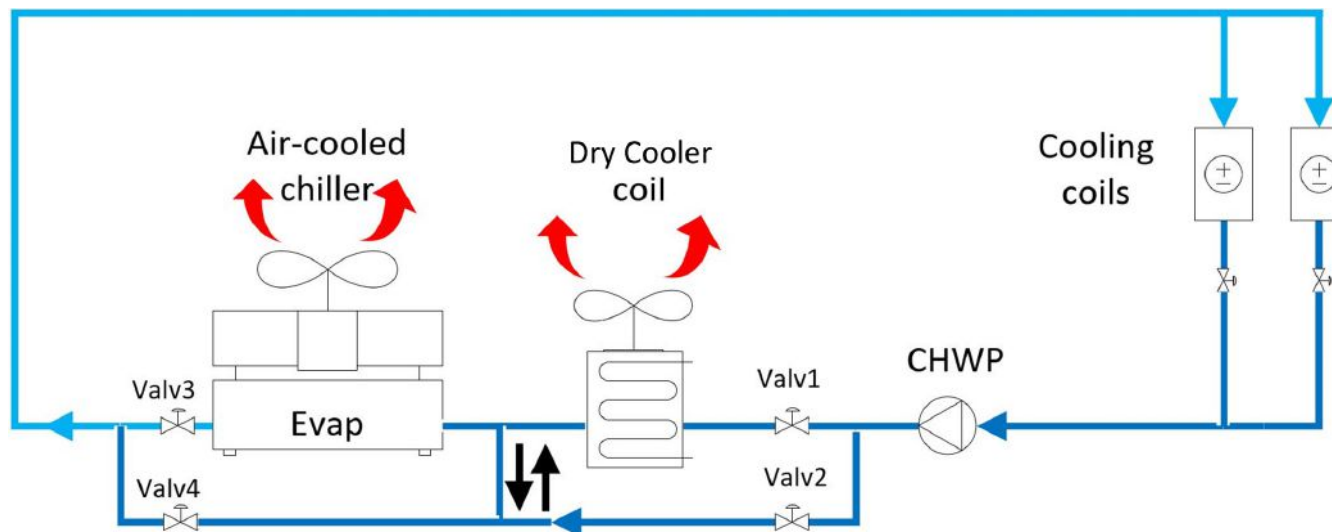 Air-cooled
chiller
Dry Cooler
coil
Cooling
coils
CHWP
Valv1
Valv3
Evap
Valv2
Valv4